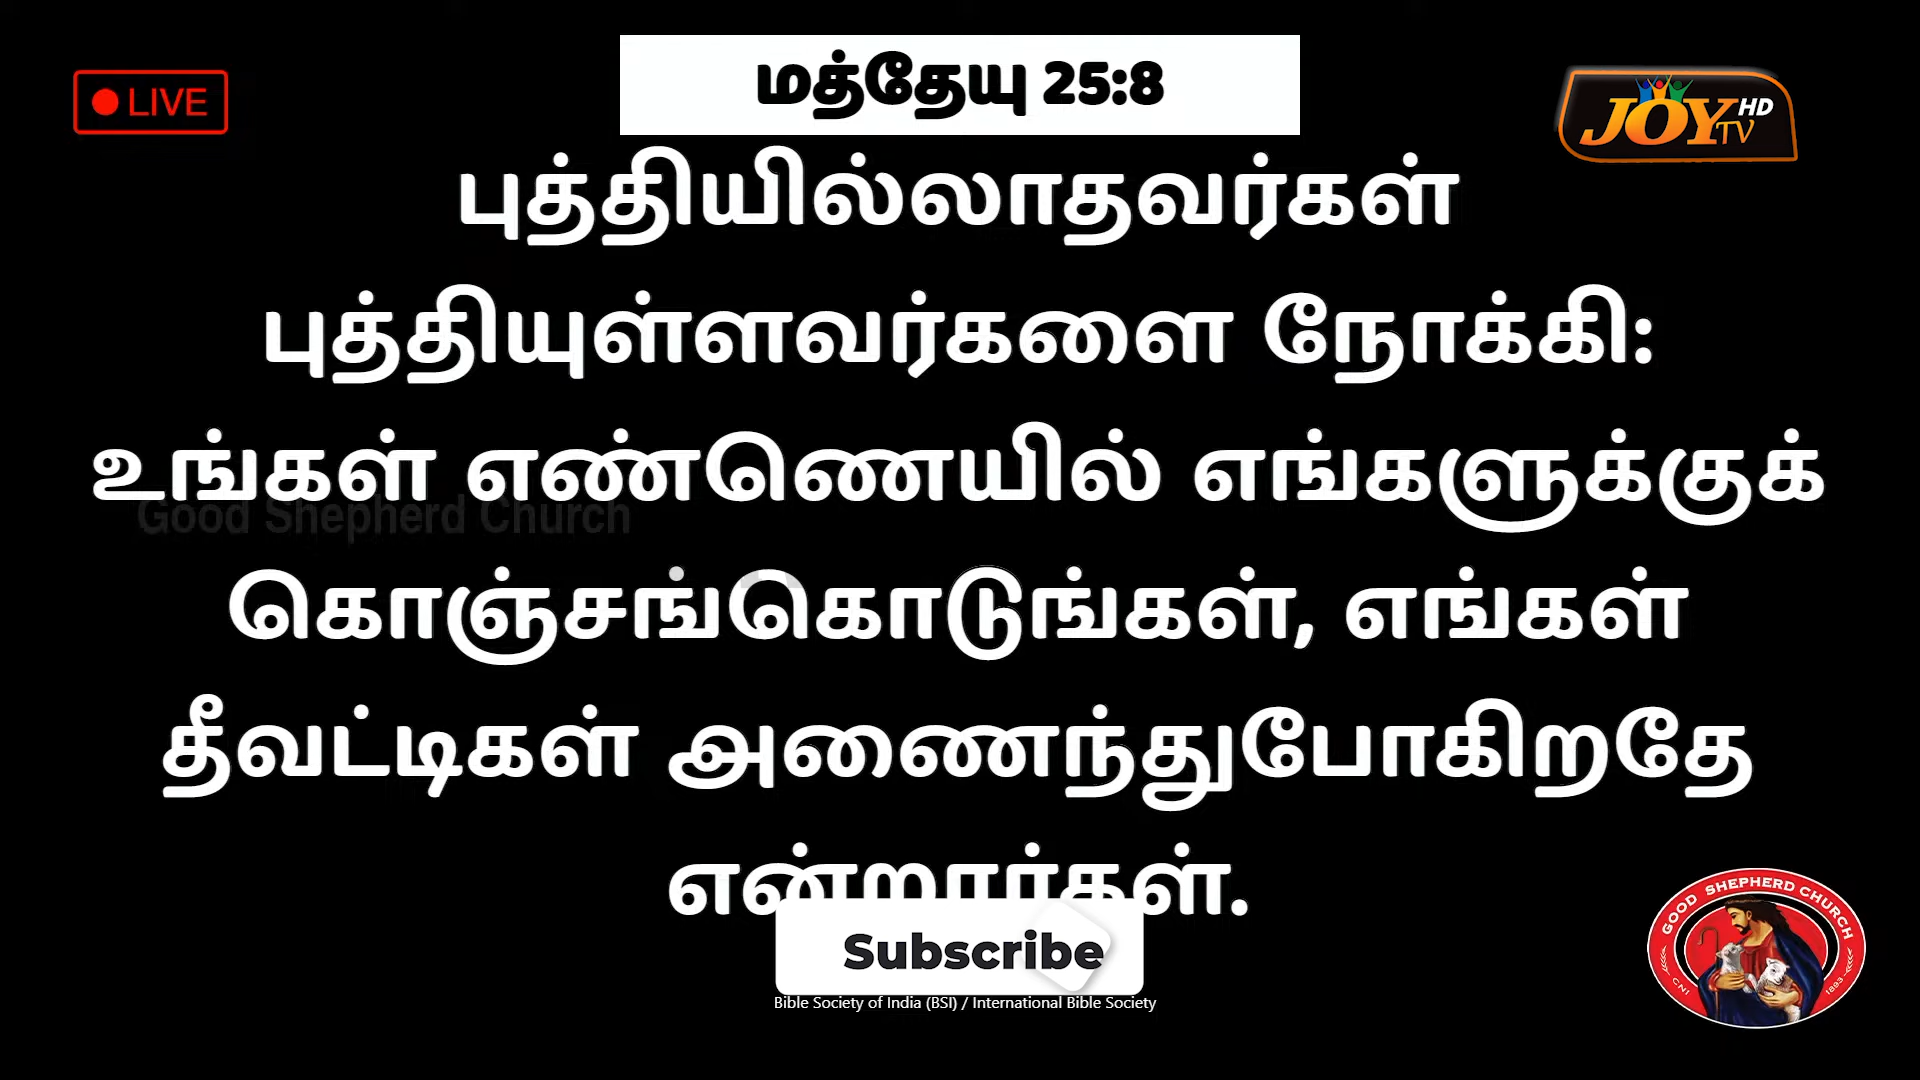 மத்தேயு 25:8
LIVE
JOY TV HD
புத்தியில்லாதவர்கள்
புத்தியுள்ளவர்களை நோக்கி:
உங்கள் எண்ணெயில் எங்களுக்குக்
Good Shepherd Church
கொஞ்சங்கொடுங்கள், எங்கள்
தீவட்டிகள் அணைந்துபோகிறதே
என்றார்கள்.
Subscribe
Bible Society of India (BSI) / International Bible Society
GOOD SHEPHERD CHURCH
CNI 1893